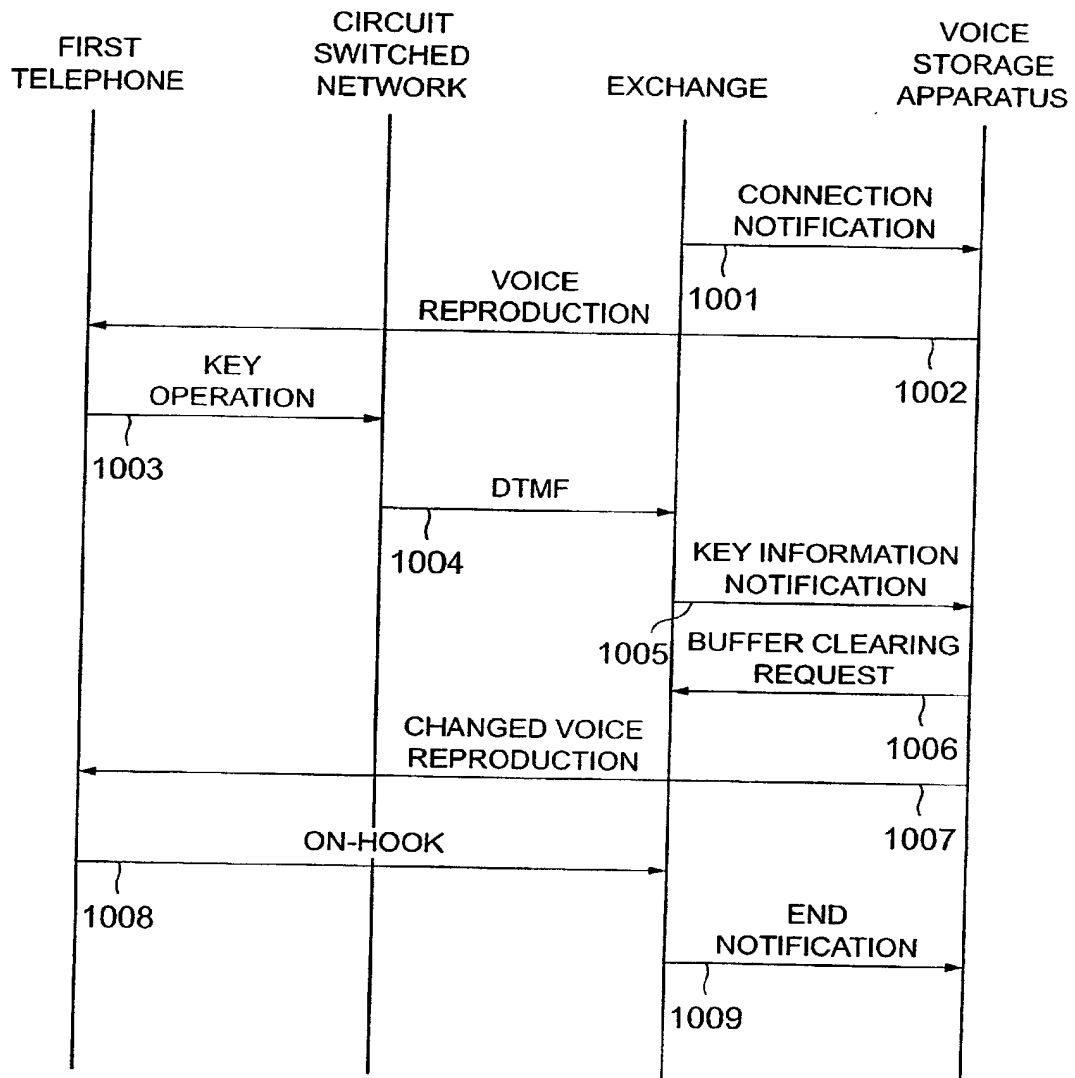 FIRST
TELEPHONE
CIRCUIT
SWITCHED
NETWORK
EXCHANGE
VOICE
STORAGE
APPARATUS
CONNECTION
NOTIFICATION
1001
VOICE
REPRODUCTION
1002
KEY
OPERATION
1003
DTMF
1004
KEY INFORMATION
NOTIFICATION
1005
BUFFER CLEARING
REQUEST
1006
CHANGED VOICE
REPRODUCTION
1007
ON-HOOK
1008
END
NOTIFICATION
1009